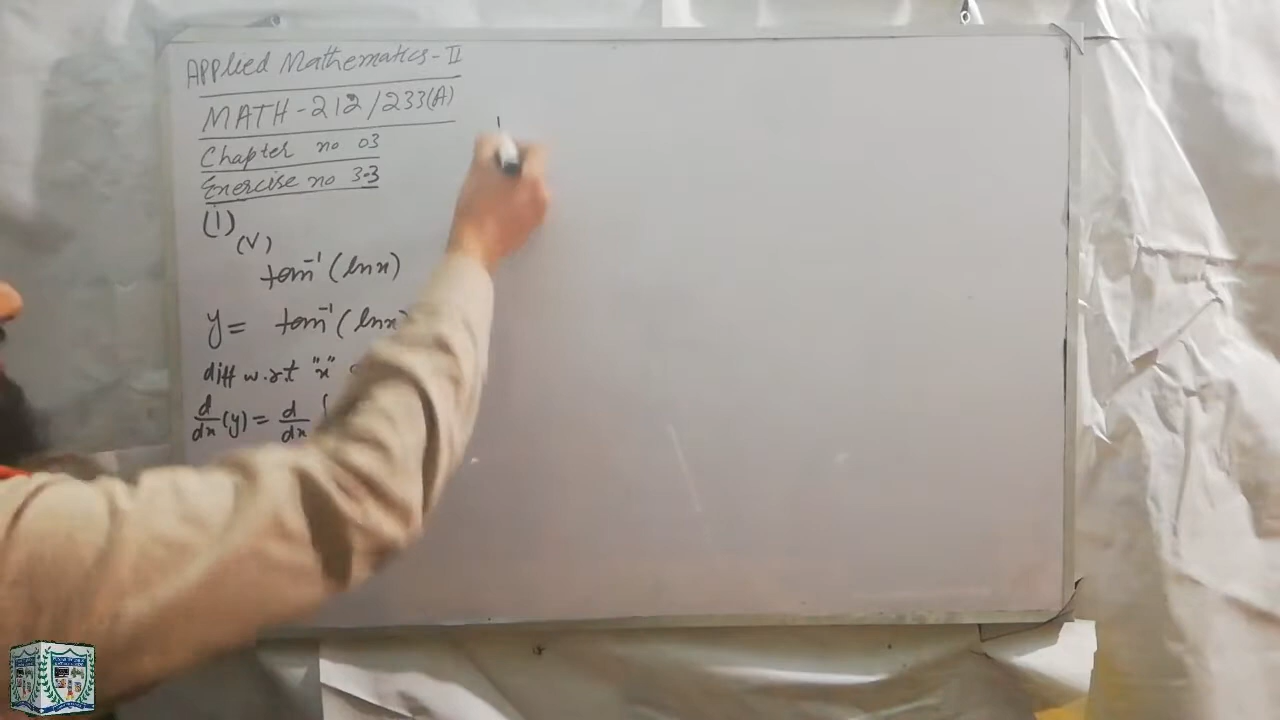 Applied Mathematics - II
MATH - 212 / 233(A)
Chapter no 03
Exercise no 3.3
(1)
(v)
tan⁻¹(lnx)
y = tan⁻¹(lnx
diff w.r.t "x"
d/dx (y) = d/dx